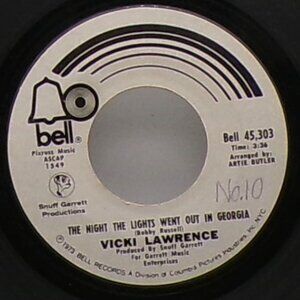 bell
Pixruss Music
ASCAP
1549
Snuff Garrett
Productions
Bell 45,303
Time: 3:36
Arranged by:
ARTIE BUTLER
No. 10
THE NIGHT THE LIGHTS WENT OUT IN GEORGIA
(Bobby Russell)
VICKI LAWRENCE
Produced by Snuff Garrett
For Garrett Music
Enterprises
© 1973 BELL RECORDS A Division of Columbia Pictures Industries, Inc. NYC